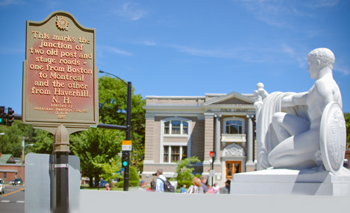 This marks the
junction of
two old post and
stage roads -
one from Boston
to Montreal
and the other
from Haverhill
N. H.